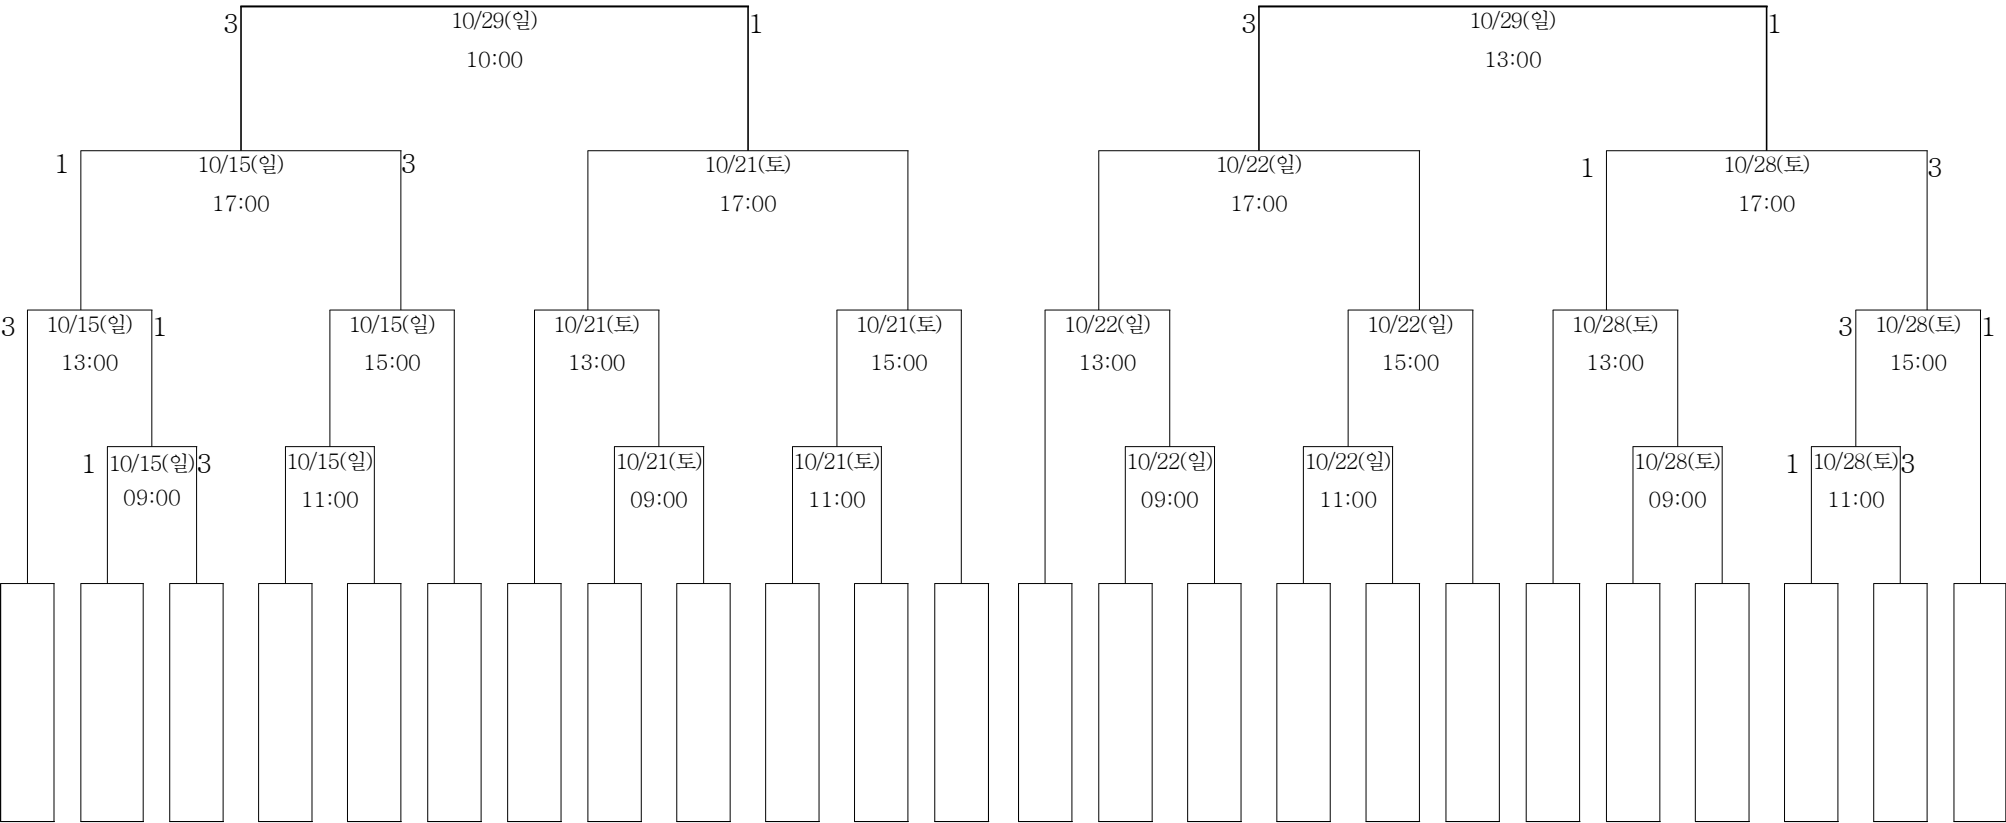 3 10/29(일) 1 3 10/29(일) 1
10:00 13:00
1 10/15(일) 3 10/21(토) 10/22(일) 1 10/28(토) 3
17:00 17:00 17:00 17:00
3 10/15(일) 1 10/15(일) 10/21(토) 10/21(토) 10/22(일) 10/22(일) 10/28(토) 3 10/28(토) 1
13:00 15:00 13:00 15:00 13:00 15:00 13:00 15:00
1 10/15(일) 3 10/15(일) 10/21(토) 10/21(토) 10/22(일) 10/22(일) 10/28(토) 1 10/28(토) 3
09:00 11:00 09:00 11:00 09:00 11:00 09:00 11:00